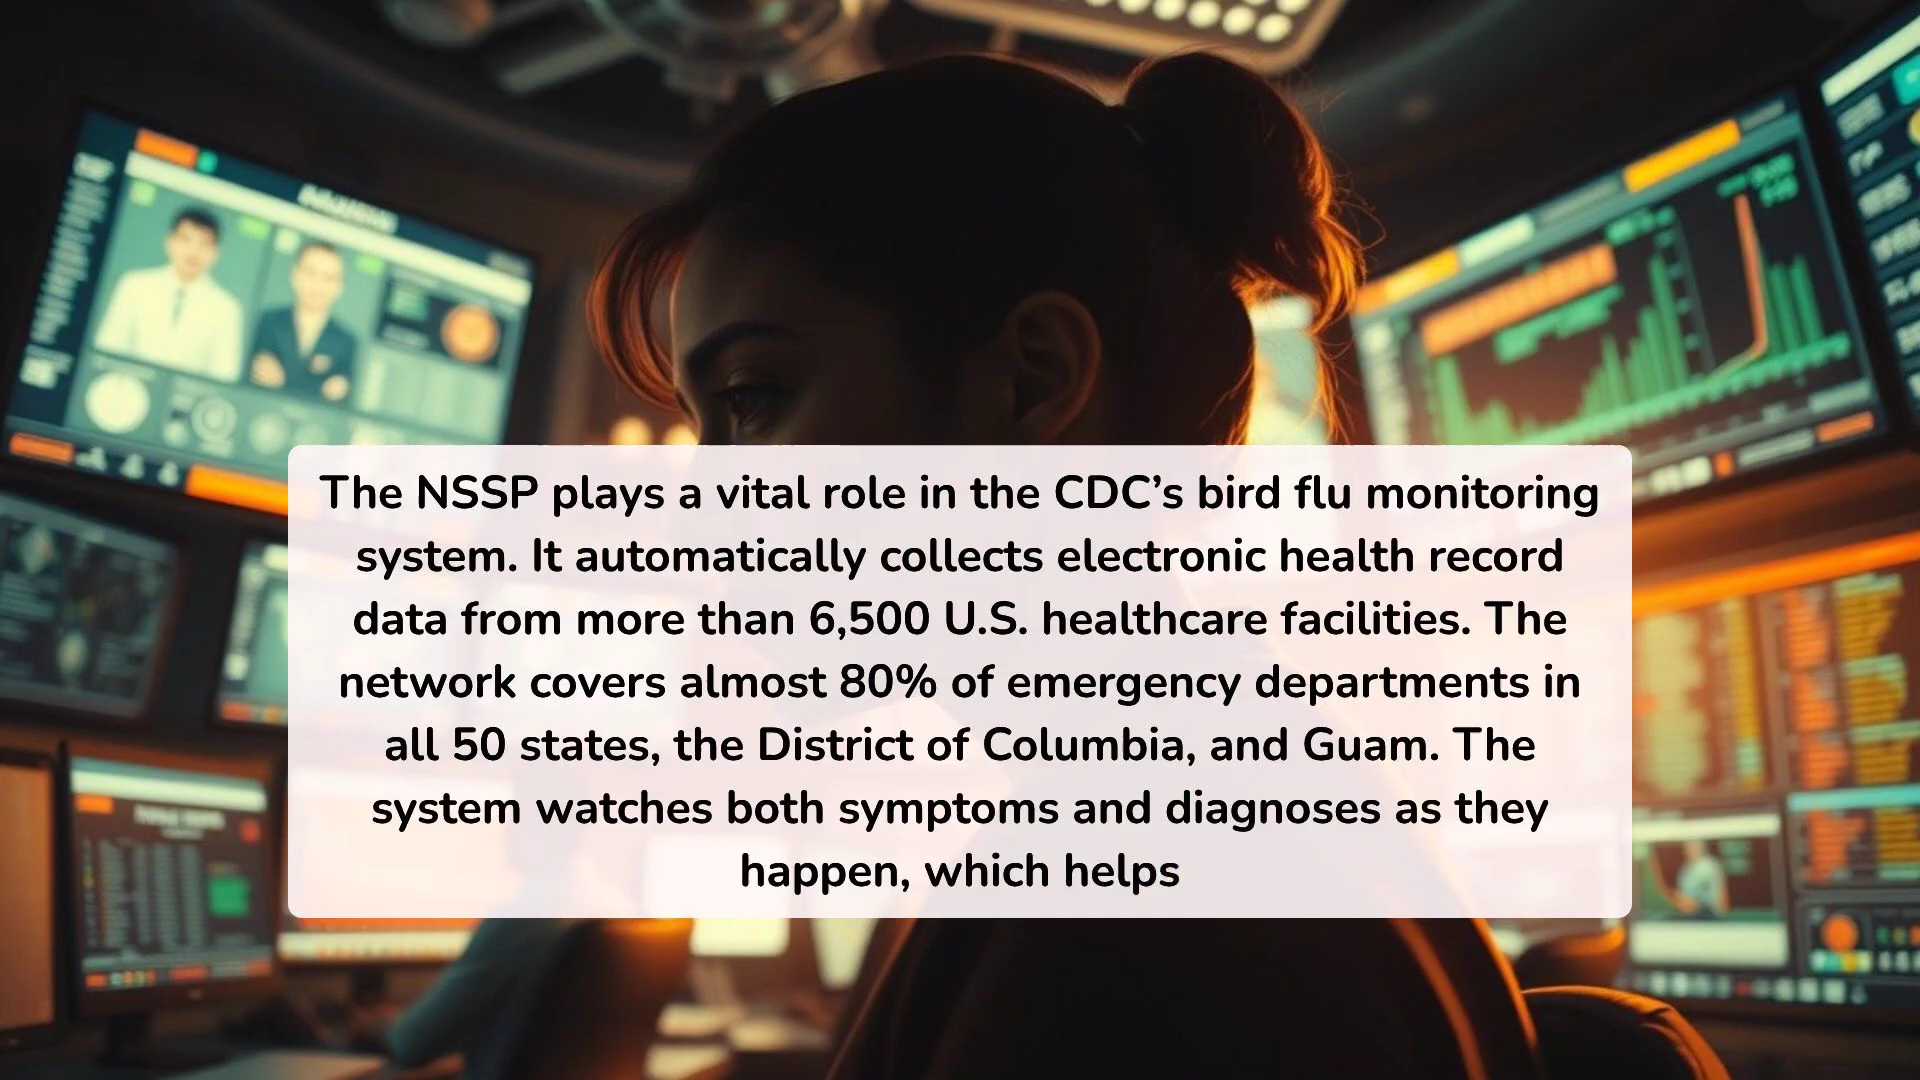 The NSSP plays a vital role in the CDC’s bird flu monitoring
system. It automatically collects electronic health record
data from more than 6,500 U.S. healthcare facilities. The
network covers almost 80% of emergency departments in
all 50 states, the District of Columbia, and Guam. The
system watches both symptoms and diagnoses as they
happen, which helps